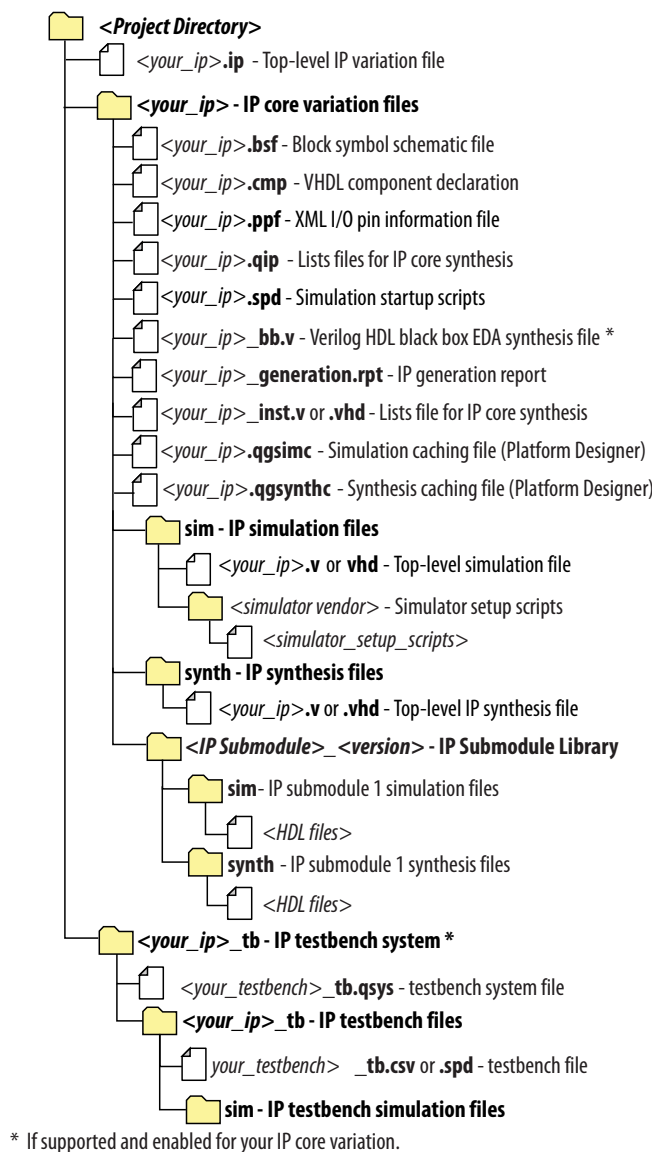 <Project Directory>
<your_ip>.ip - Top-level IP variation file
<your_ip> - IP core variation files
<your_ip>.bsf - Block symbol schematic file
<your_ip>.cmp - VHDL component declaration
<your_ip>.ppf - XML I/O pin information file
<your_ip>.qip - Lists files for IP core synthesis
<your_ip>.spd - Simulation startup scripts
<your_ip>_bb.v - Verilog HDL black box EDA synthesis file *
<your_ip>_generation.rpt - IP generation report
<your_ip>_inst.v or .vhd - Lists file for IP core synthesis
<your_ip>.qgsimc - Simulation caching file (Platform Designer)
<your_ip>.qgsynthc - Synthesis caching file (Platform Designer)
sim - IP simulation files
<your_ip>.v or vhd - Top-level simulation file
<simulator vendor> - Simulator setup scripts
<simulator_setup_scripts>
synth - IP synthesis files
<your_ip>.v or .vhd - Top-level IP synthesis file
<IP Submodule>_<version> - IP Submodule Library
sim- IP submodule 1 simulation files
<HDL files>
synth - IP submodule 1 synthesis files
<HDL files>
<your_ip>_tb - IP testbench system *
<your_testbench>_tb.qsys - testbench system file
<your_ip>_tb - IP testbench files
your_testbench> _tb.csv or .spd - testbench file
sim - IP testbench simulation files
* If supported and enabled for your IP core variation.